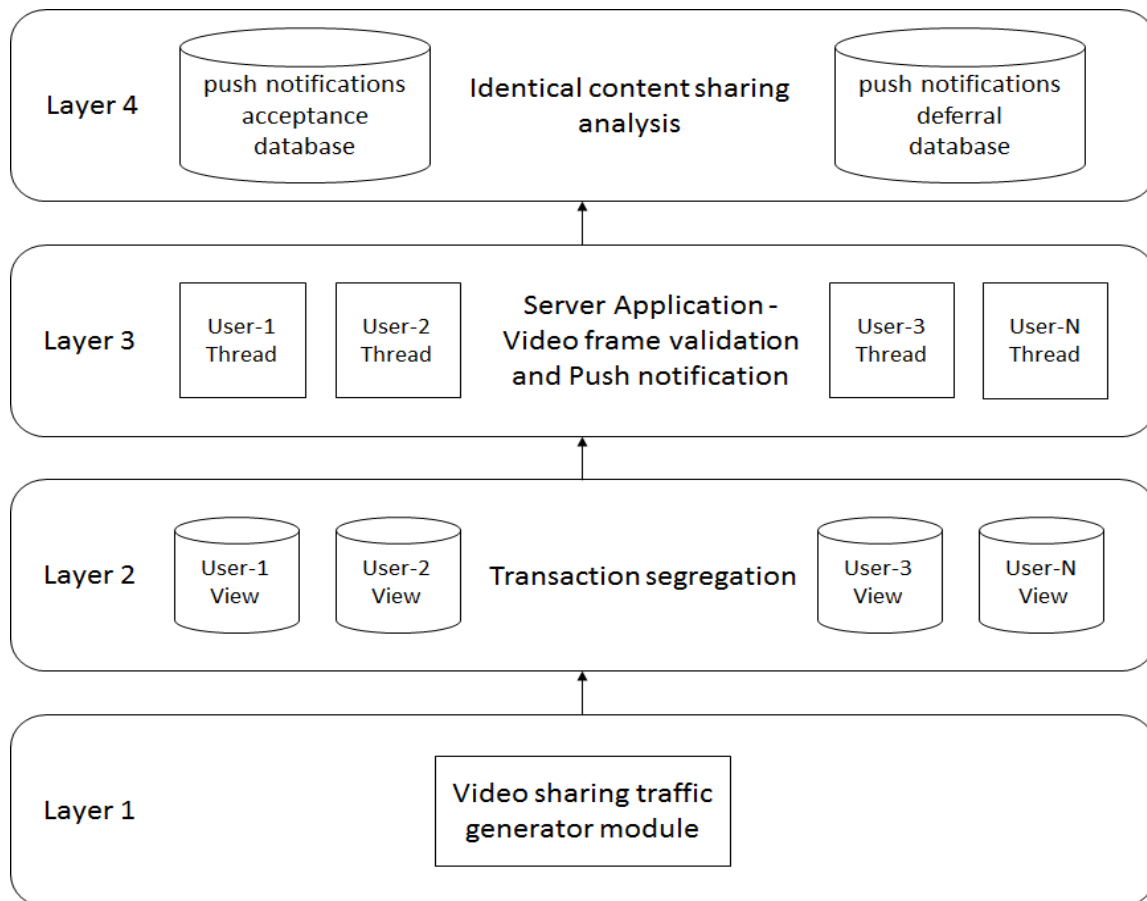 Layer 4
push notifications
acceptance
database
Identical content sharing
analysis
push notifications
deferral
database
Layer 3
User-1
Thread
User-2
Thread
Server Application -
Video frame validation
and Push notification
User-3
Thread
User-N
Thread
Layer 2
User-1
View
User-2
View
Transaction segregation
User-3
View
User-N
View
Layer 1
Video sharing traffic
generator module